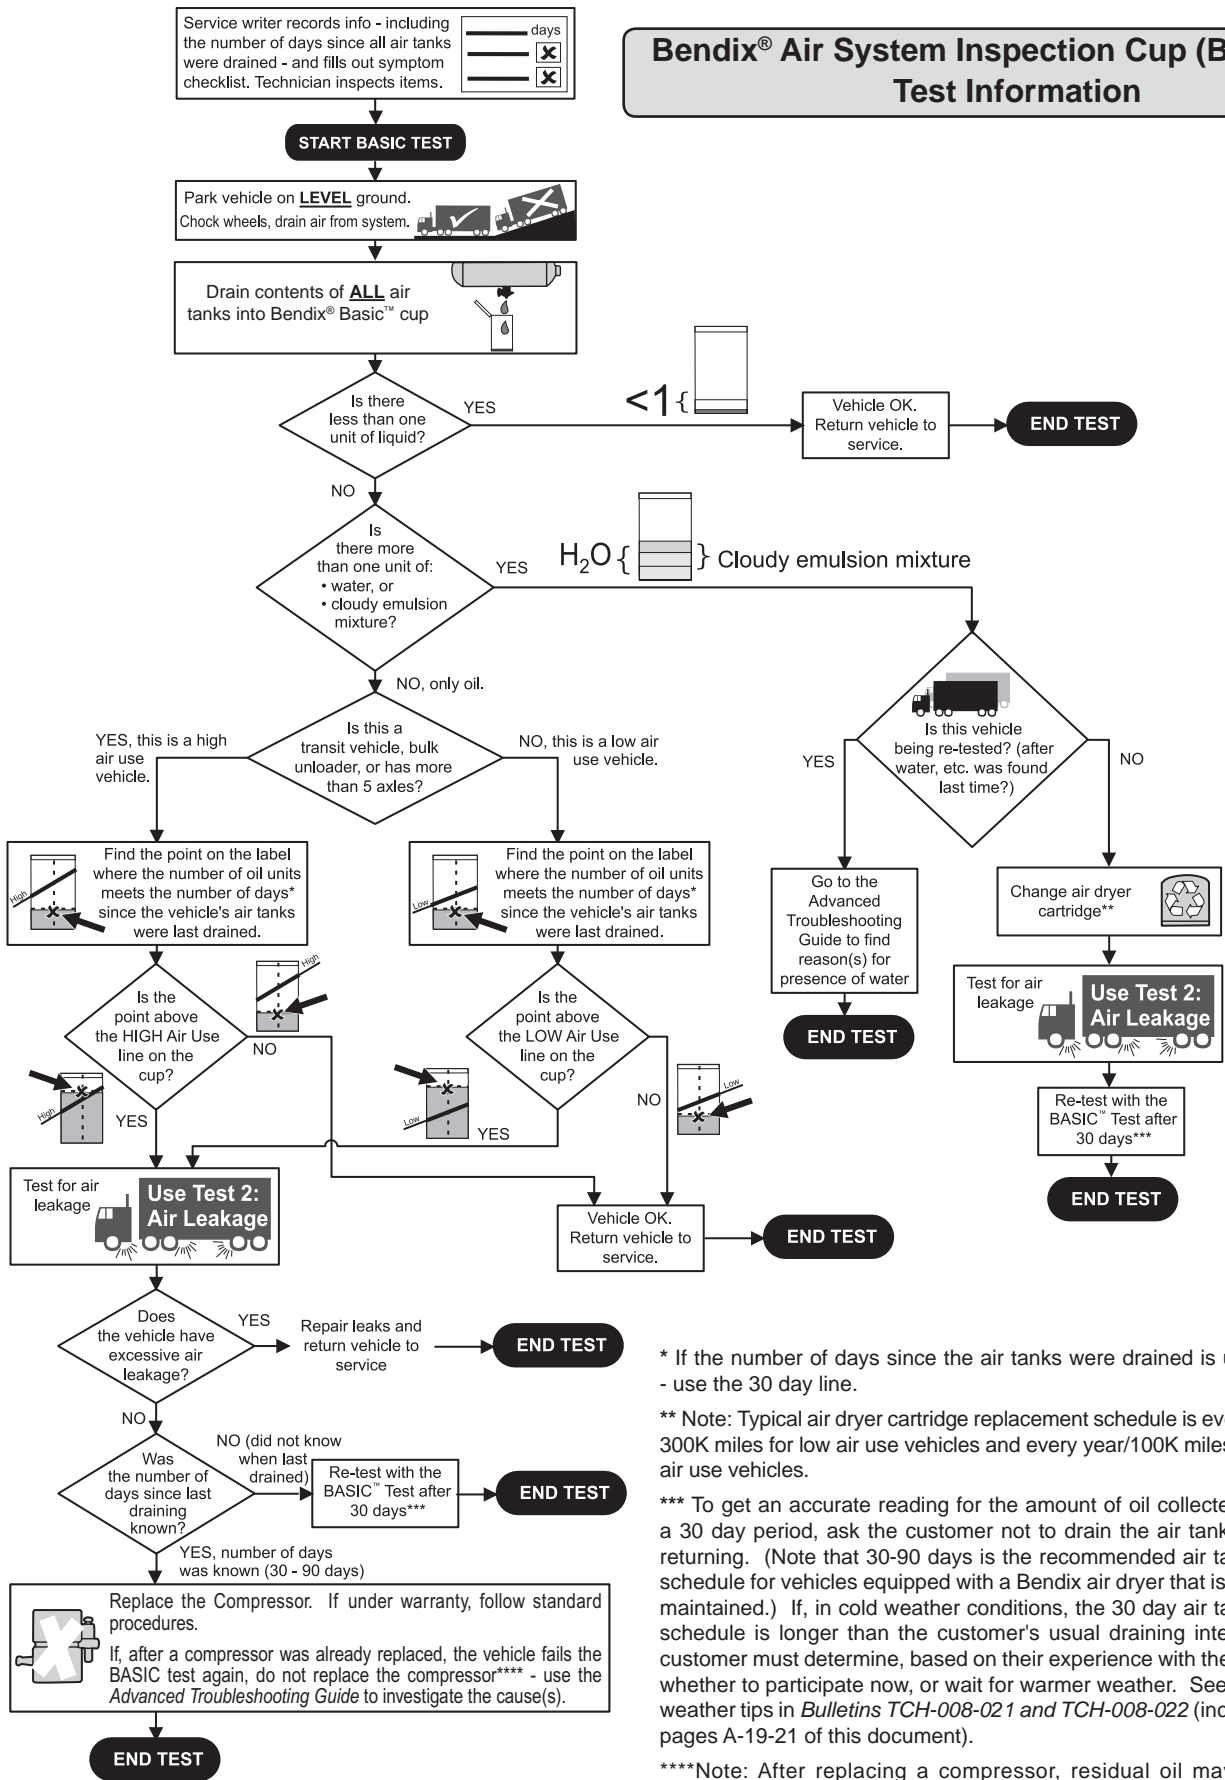 Service writer records info - including
the number of days since all air tanks
were drained - and fills out symptom
checklist. Technician inspects items.
days
Bendix® Air System Inspection Cup (B
Test Information
START BASIC TEST
Park vehicle on LEVEL ground.
Chock wheels, drain air from system.
Drain contents of ALL air
tanks into Bendix® Basic™ cup
Is there
less than one
unit of liquid?
YES
<1 {
Vehicle OK.
Return vehicle to
service.
END TEST
NO
Is
there more
than one unit of:
• water, or
• cloudy emulsion
mixture?
YES
H₂O { } Cloudy emulsion mixture
NO, only oil.
Is this a
transit vehicle, bulk
unloader, or has more
than 5 axles?
YES, this is a high
air use
vehicle.
NO, this is a low air
use vehicle.
Is this vehicle
being re-tested? (after
water, etc. was found
last time?)
YES
NO
High
Find the point on the label
where the number of oil units
meets the number of days*
since the vehicle's air tanks
were last drained.
Low
Find the point on the label
where the number of oil units
meets the number of days*
since the vehicle's air tanks
were last drained.
Go to the
Advanced
Troubleshooting
Guide to find
reason(s) for
presence of water
END TEST
Change air dryer
cartridge**
Test for air
leakage
Use Test 2:
Air Leakage
Re-test with the
BASIC™ Test after
30 days***
END TEST
Is the
point above
the HIGH Air Use
line on the
cup?
High
NO
High
YES
Is the
point above
the LOW Air Use
line on the
cup?
NO
Low
Low
YES
Test for air
leakage
Use Test 2:
Air Leakage
Vehicle OK.
Return vehicle to
service.
END TEST
Does
the vehicle have
excessive air
leakage?
YES
Repair leaks and
return vehicle to
service
END TEST
NO
Was
the number of
days since last
draining
known?
NO (did not know
when last
drained)
Re-test with the
BASIC™ Test after
30 days***
END TEST
YES, number of days
was known (30 - 90 days)
Replace the Compressor. If under warranty, follow standard
procedures.
If, after a compressor was already replaced, the vehicle fails the
BASIC test again, do not replace the compressor**** - use the
Advanced Troubleshooting Guide to investigate the cause(s).
END TEST
* If the number of days since the air tanks were drained is
- use the 30 day line.
** Note: Typical air dryer cartridge replacement schedule is
300K miles for low air use vehicles and every year/100K miles
air use vehicles.
*** To get an accurate reading for the amount of oil
a 30 day period, ask the customer not to drain the air
returning. (Note that 30-90 days is the recommended air
schedule for vehicles equipped with a Bendix air dryer that is
maintained.) If, in cold weather conditions, the 30 day air
schedule is longer than the customer's usual draining
customer must determine, based on their experience with the
whether to participate now, or wait for warmer weather. See
weather tips in Bulletins TCH-008-021 and TCH-008-022
pages A-19-21 of this document).
****Note: After replacing a compressor, residual oil